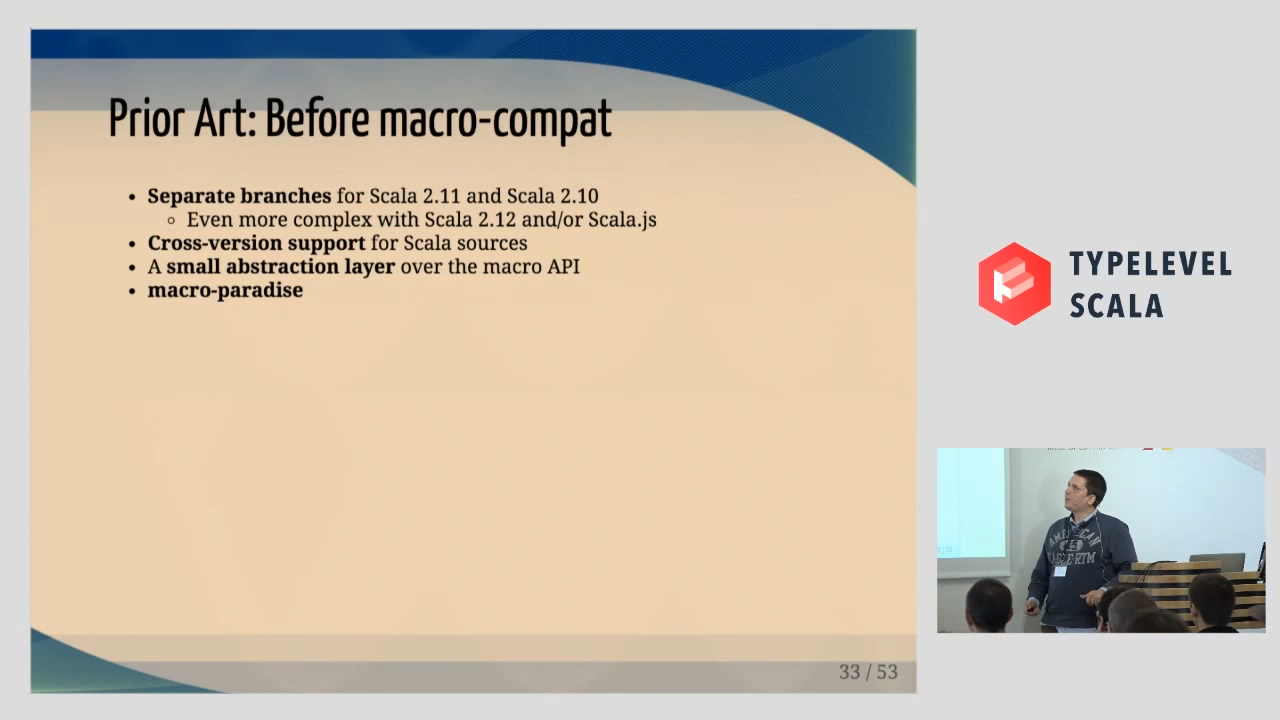 Prior Art: Before macro-compat
• Separate branches for Scala 2.11 and Scala 2.10
◦ Even more complex with Scala 2.12 and/or Scala.js
• Cross-version support for Scala sources
• A small abstraction layer over the macro API
• macro-paradise
33 / 53
TYPELEVEL
SCALA
AMERICAN